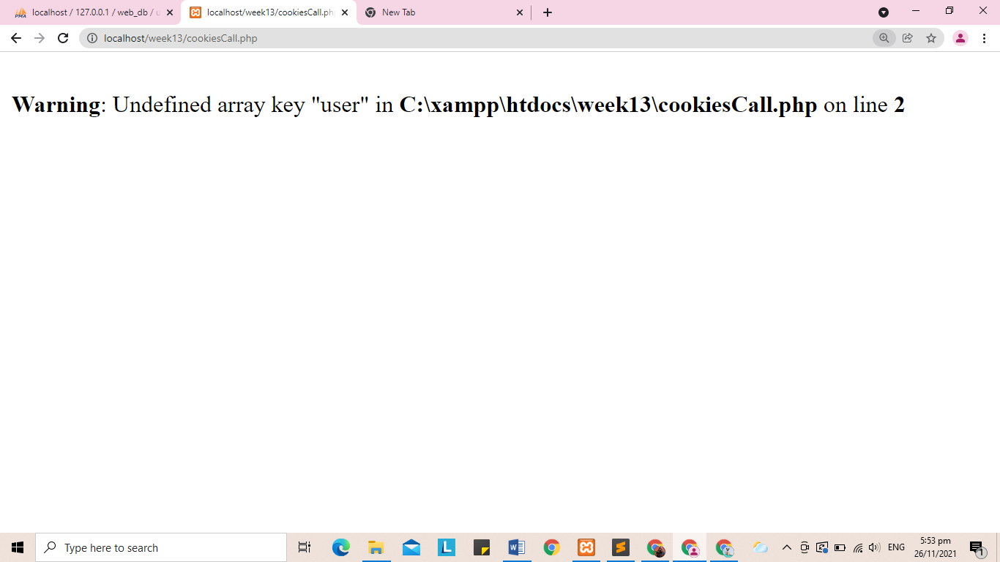 localhost / 127.0.0.1 / web_db / u
localhost/week13/cookiesCall.ph
New Tab
localhost/week13/cookiesCall.php
Warning: Undefined array key "user" in C:\xampp\htdocs\week13\cookiesCall.php on line 2
Type here to search
ENG
5:53 pm
26/11/2021
1